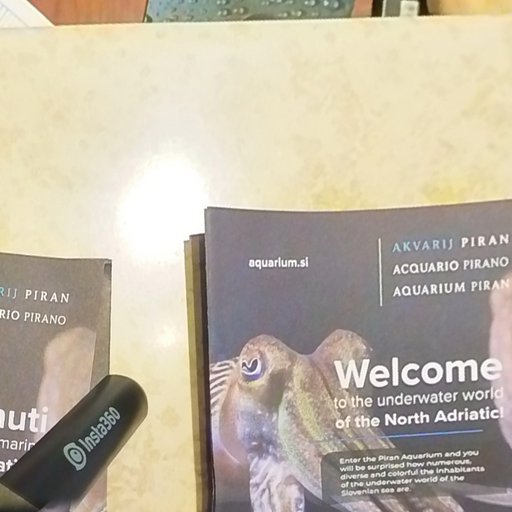 aquarium.si
AKVARIJ PIRAN
ACQUARIO PIRANO
AQUARIUM PIRAN
Welcome
to the underwater world
of the North Adriatic!
Enter the Piran Aquarium and you
will be surprised how numerous,
diverse and colorful the inhabitants
of the underwater world of the
Slovenian sea are.
PIRAN
PIRANO
Insta360